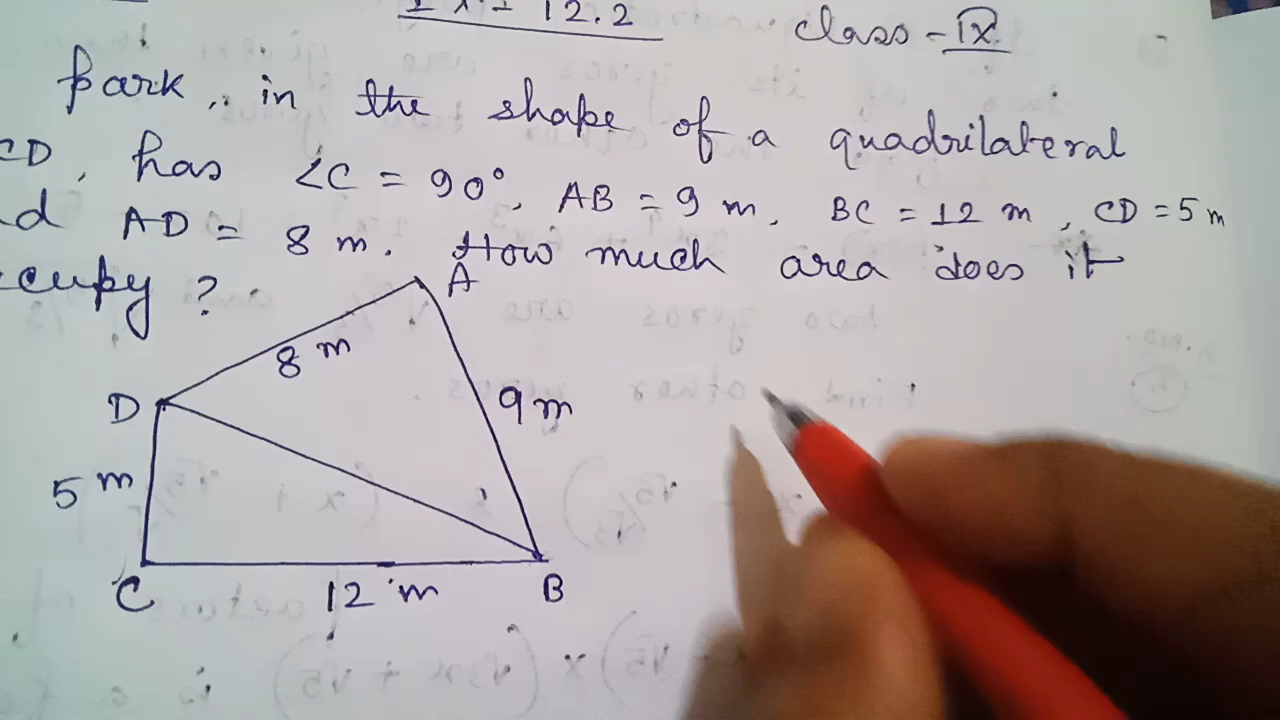 Ex - 12.2 class - IX
park, in the shape of a quadrilateral
CD, has ∠C = 90°, AB = 9 m, BC = 12 m, CD = 5 m
d AD = 8 m. How much area does it
cupy ?
A
8 m
D
9 m
5 m
C 12 m B